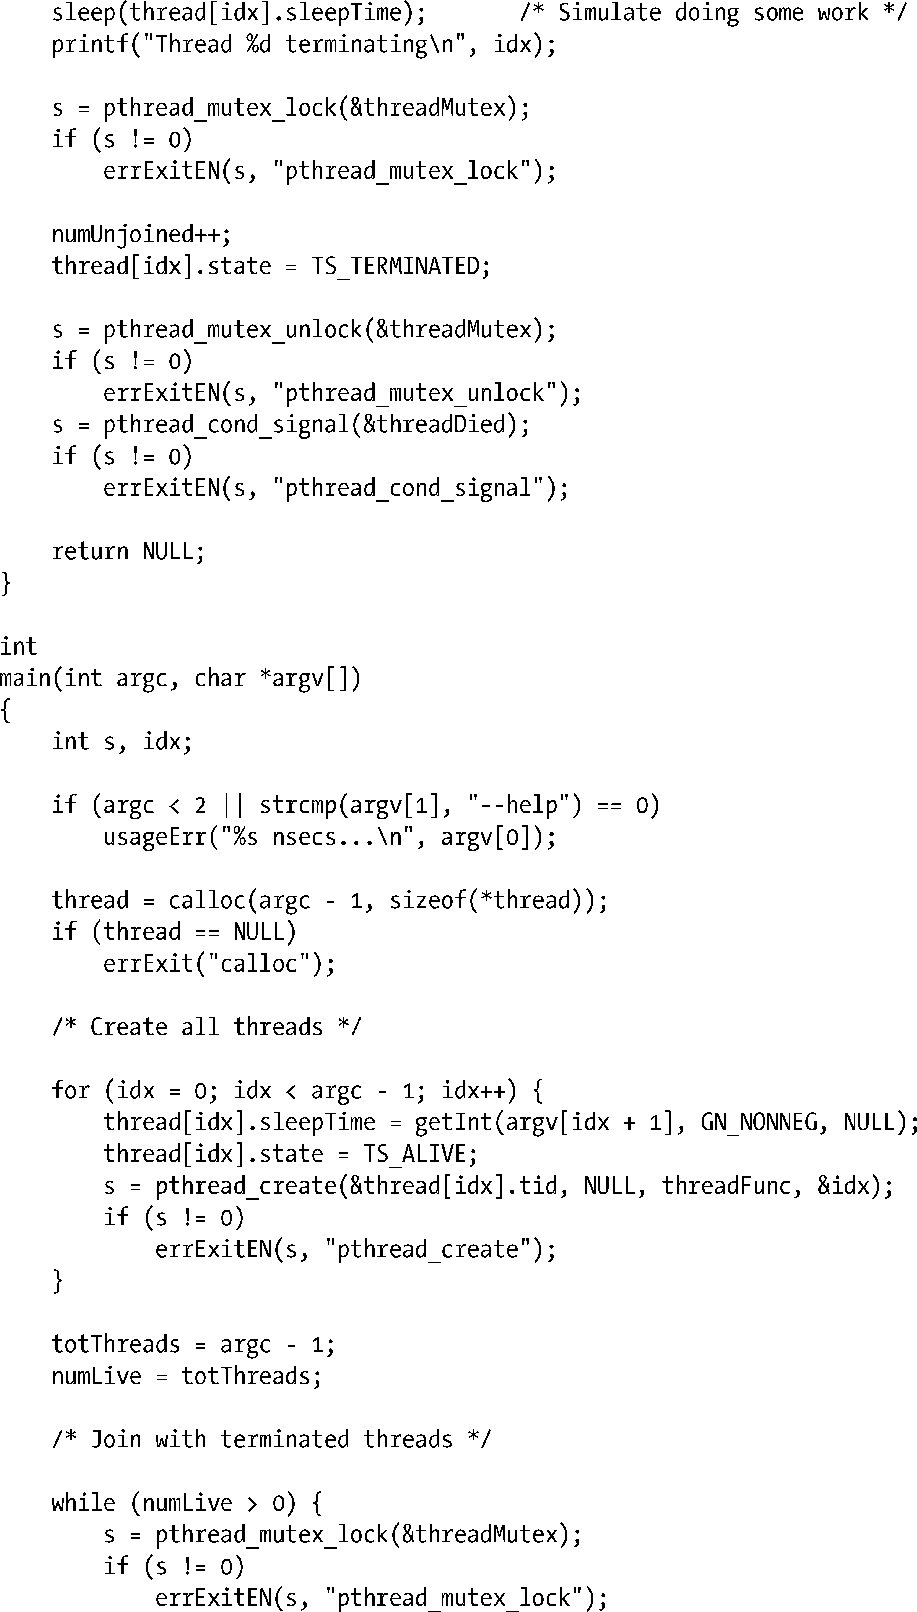 sleep(thread[idx].sleepTime);       /* Simulate doing some work */
    printf("Thread %d terminating\n", idx);

    s = pthread_mutex_lock(&threadMutex);
    if (s != 0)
        errExitEN(s, "pthread_mutex_lock");

    numUnjoined++;
    thread[idx].state = TS_TERMINATED;

    s = pthread_mutex_unlock(&threadMutex);
    if (s != 0)
        errExitEN(s, "pthread_mutex_unlock");
    s = pthread_cond_signal(&threadDied);
    if (s != 0)
        errExitEN(s, "pthread_cond_signal");

    return NULL;
}

int
main(int argc, char *argv[])
{
    int s, idx;

    if (argc < 2 || strcmp(argv[1], "--help") == 0)
        usageErr("%s nsecs...\n", argv[0]);

    thread = calloc(argc - 1, sizeof(*thread));
    if (thread == NULL)
        errExit("calloc");

    /* Create all threads */

    for (idx = 0; idx < argc - 1; idx++) {
        thread[idx].sleepTime = getInt(argv[idx + 1], GN_NONNEG, NULL);
        thread[idx].state = TS_ALIVE;
        s = pthread_create(&thread[idx].tid, NULL, threadFunc, &idx);
        if (s != 0)
            errExitEN(s, "pthread_create");
    }

    totThreads = argc - 1;
    numLive = totThreads;

    /* Join with terminated threads */

    while (numLive > 0) {
        s = pthread_mutex_lock(&threadMutex);
        if (s != 0)
            errExitEN(s, "pthread_mutex_lock");